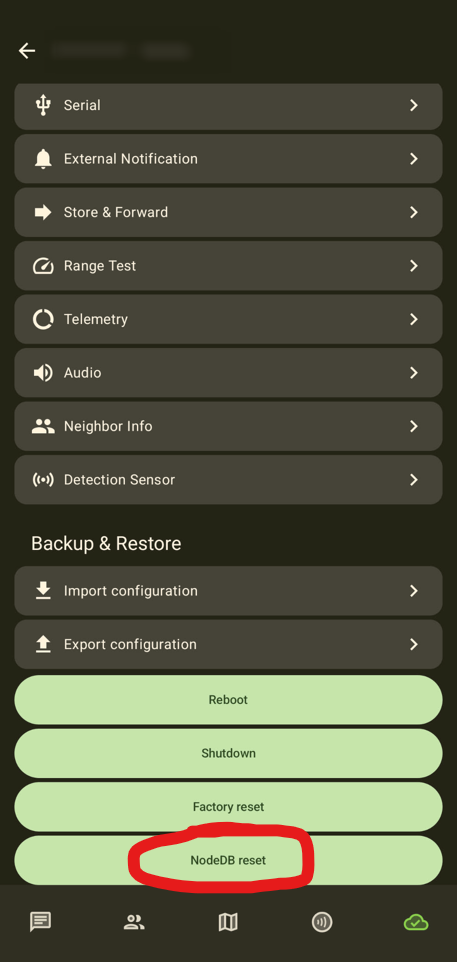 Serial
External Notification
Store & Forward
Range Test
Telemetry
Audio
Neighbor Info
Detection Sensor
Backup & Restore
Import configuration
Export configuration
Reboot
Shutdown
Factory reset
NodeDB reset